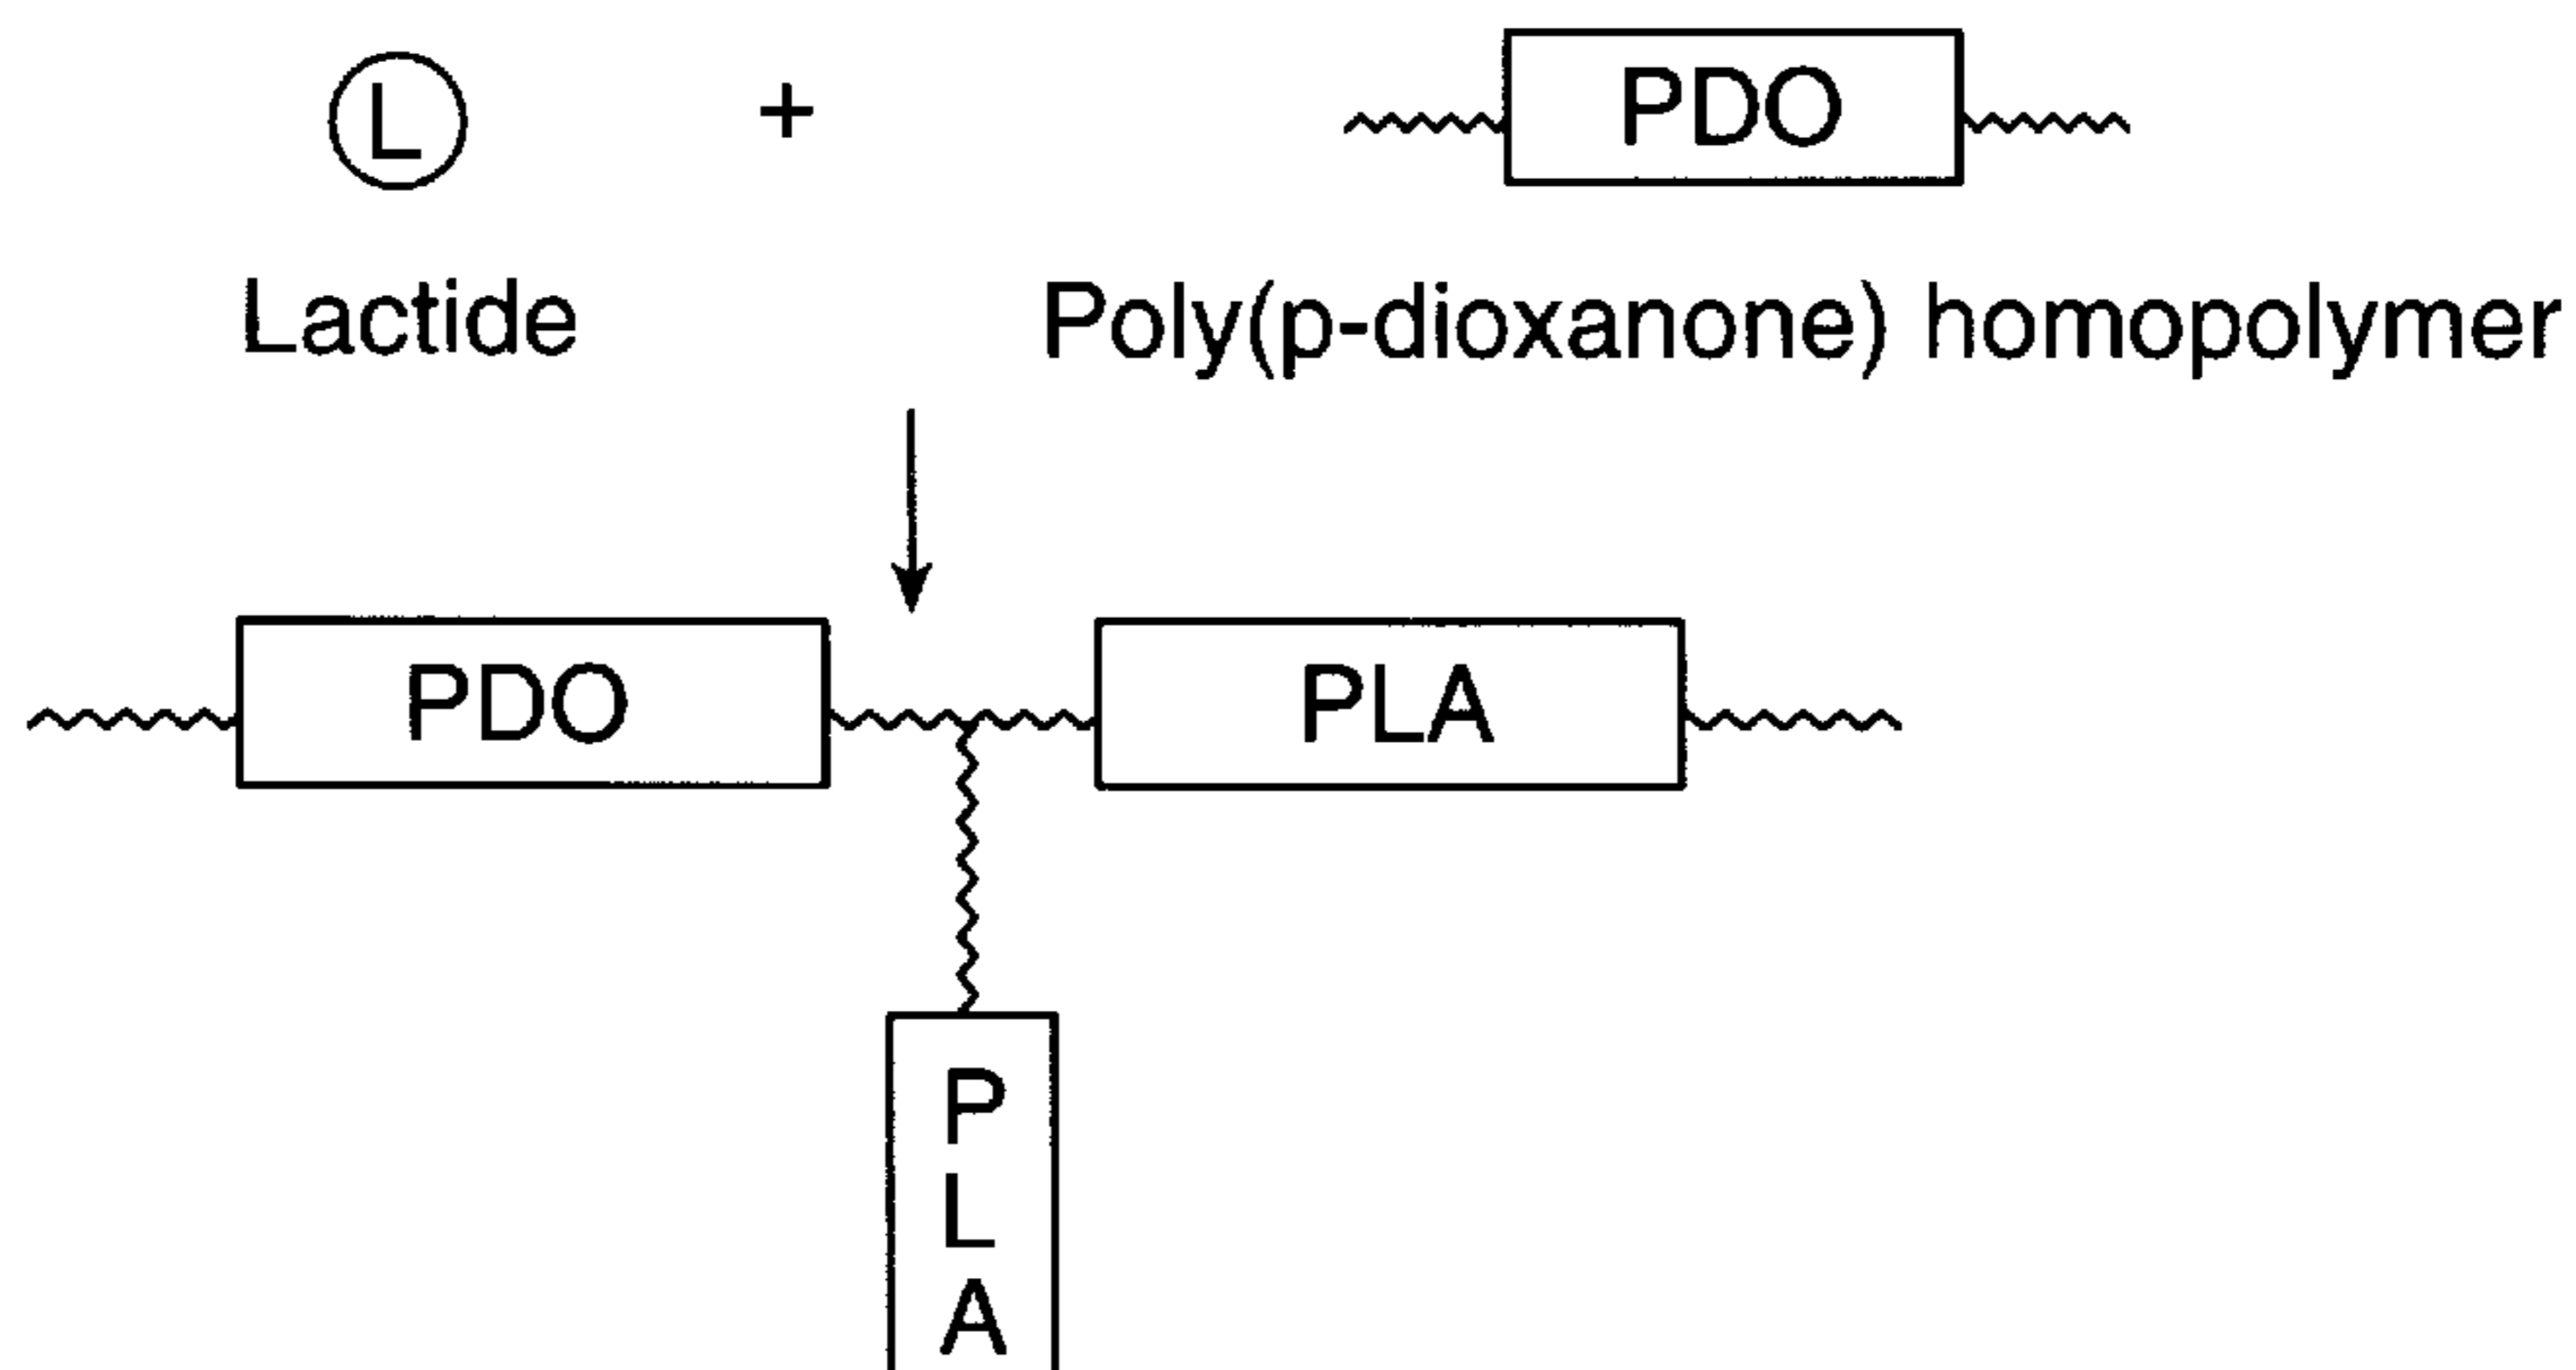 L + PDO
Lactide Poly(p-dioxanone) homopolymer
PDO PLA
P
L
A